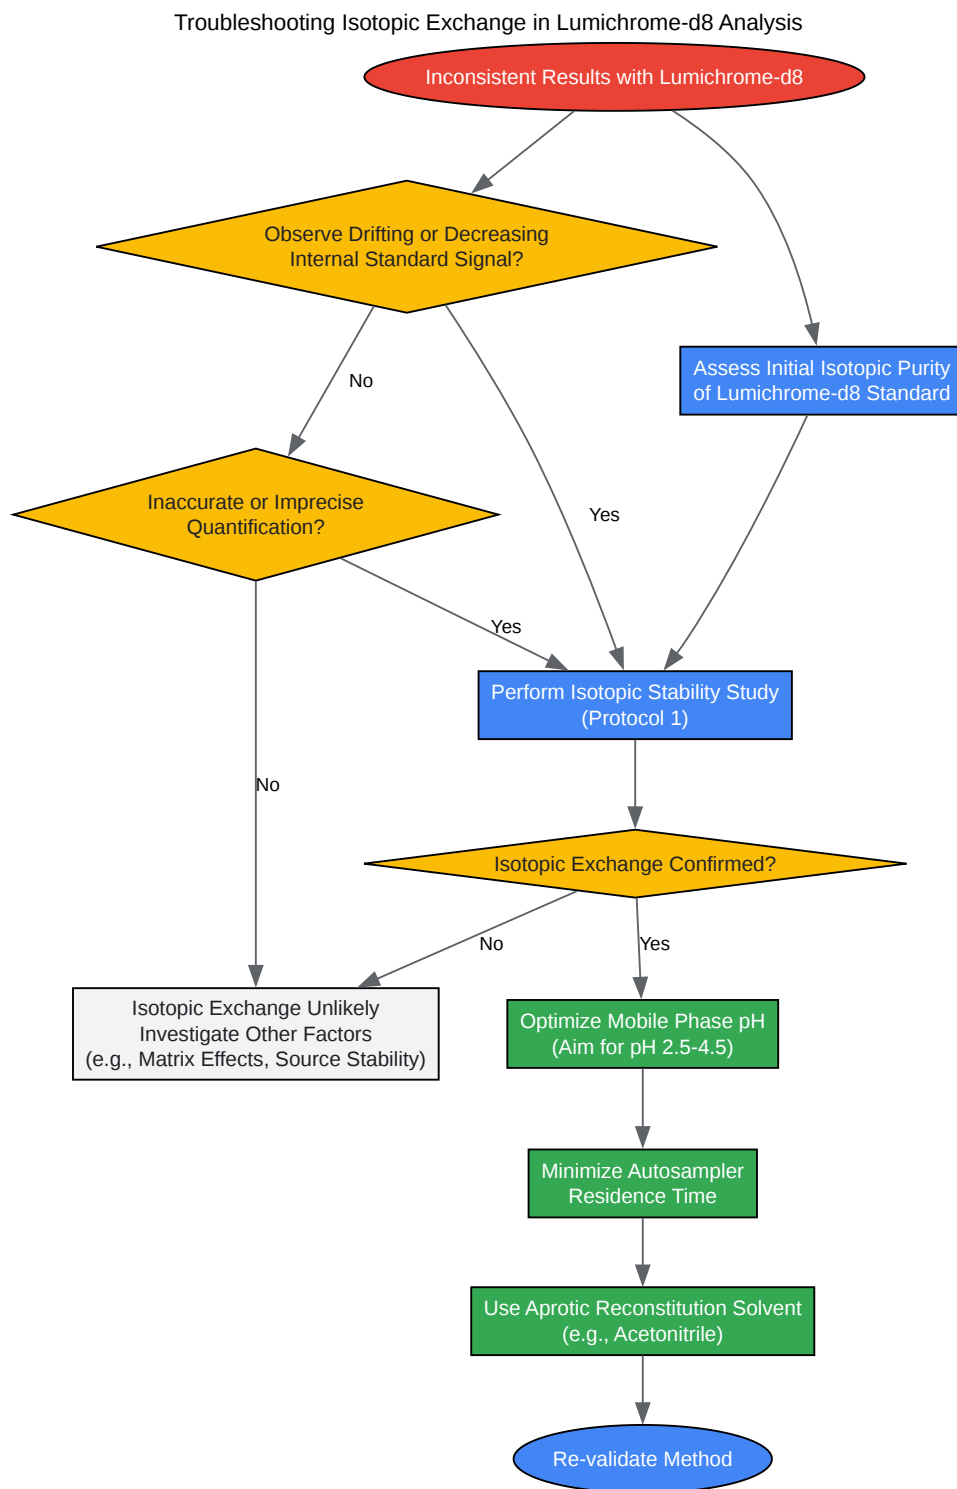 Troubleshooting Isotopic Exchange in Lumichrome-d8 Analysis
Inconsistent Results with Lumichrome-d8
Observe Drifting or Decreasing
Internal Standard Signal?
Assess Initial Isotopic Purity
of Lumichrome-d8 Standard
No
Inaccurate or Imprecise
Quantification?
Yes
Yes
Perform Isotopic Stability Study
(Protocol 1)
No
Isotopic Exchange Confirmed?
No
Yes
Isotopic Exchange Unlikely
Investigate Other Factors
(e.g., Matrix Effects, Source Stability)
Optimize Mobile Phase pH
(Aim for pH 2.5-4.5)
Minimize Autosampler
Residence Time
Use Aprotic Reconstitution Solvent
(e.g., Acetonitrile)
Re-validate Method